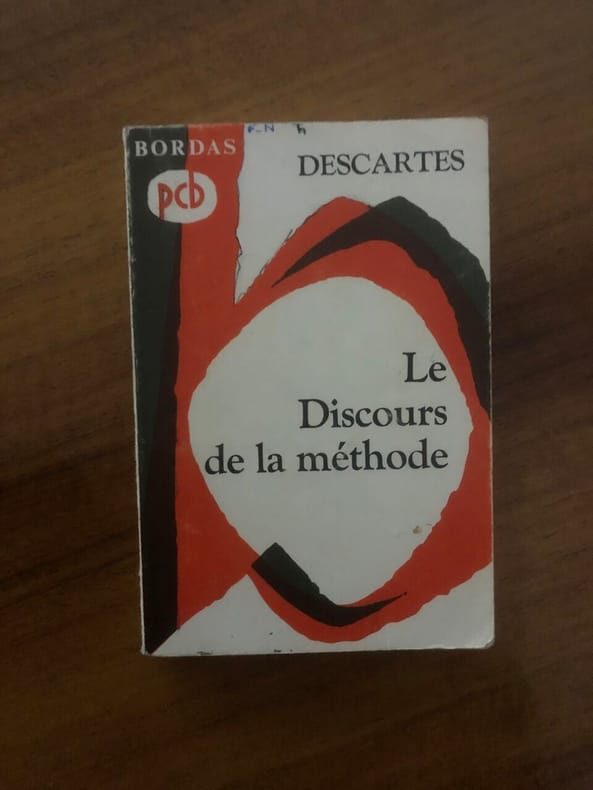 BORDAS
pcb
DESCARTES
Le
Discours
de la méthode